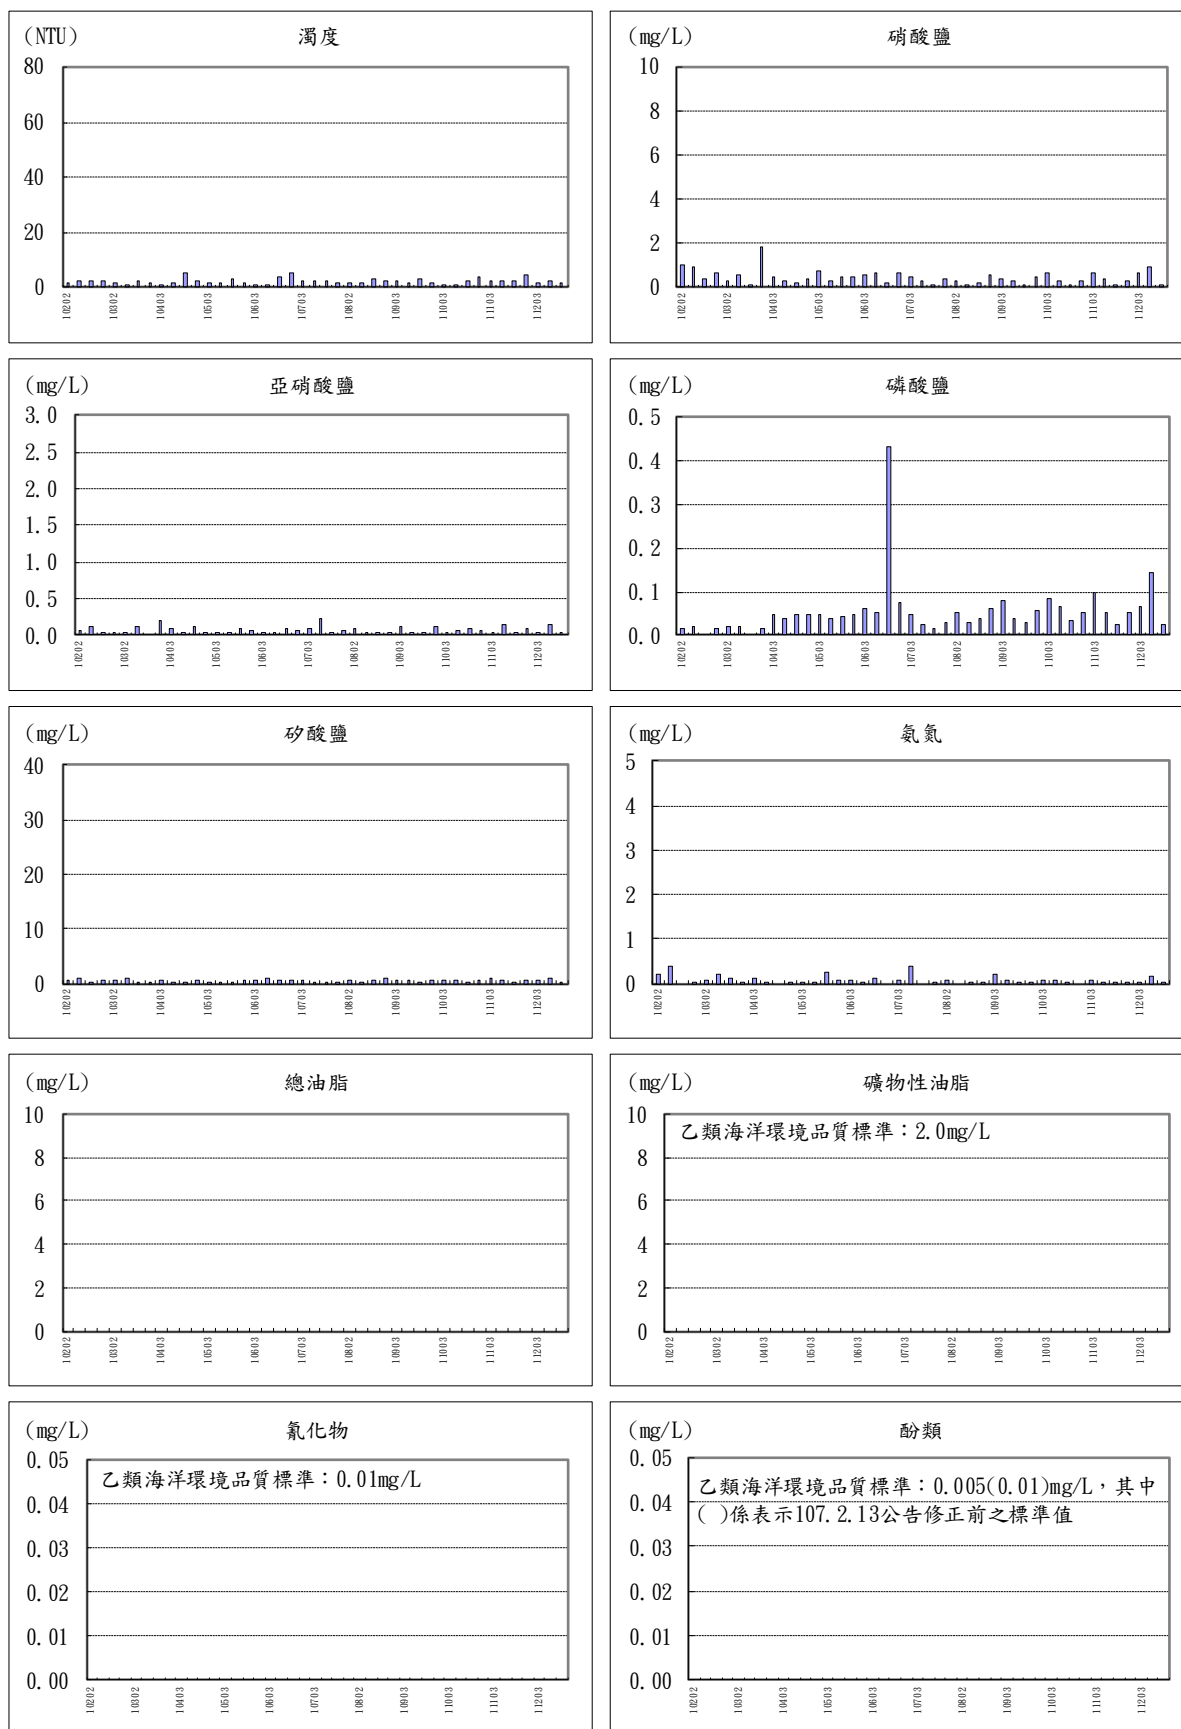 (NTU) 濁度
80
60
40
20
0
10202 10302 10403 10503 10603 10703 10802 10903 11003 11103 11203
(mg/L) 硝酸鹽
10
8
6
4
2
0
10202 10302 10403 10503 10603 10703 10802 10903 11003 11103 11203
(mg/L) 亞硝酸鹽
3.0
2.5
2.0
1.5
1.0
0.5
0.0
10202 10302 10403 10503 10603 10703 10802 10903 11003 11103 11203
(mg/L) 磷酸鹽
0.5
0.4
0.3
0.2
0.1
0.0
10202 10302 10403 10503 10603 10703 10802 10903 11003 11103 11203
(mg/L) 矽酸鹽
40
30
20
10
0
10202 10302 10403 10503 10603 10703 10802 10903 11003 11103 11203
(mg/L) 氨氮
5
4
3
2
1
0
10202 10302 10403 10503 10603 10703 10802 10903 11003 11103 11203
(mg/L) 總油脂
10
8
6
4
2
0
10202 10302 10403 10503 10603 10703 10802 10903 11003 11103 11203
(mg/L) 礦物性油脂
乙類海洋環境品質標準：2.0mg/L
10
8
6
4
2
0
10202 10302 10403 10503 10603 10703 10802 10903 11003 11103 11203
(mg/L) 氰化物
乙類海洋環境品質標準：0.01mg/L
0.05
0.04
0.03
0.02
0.01
0.00
10202 10302 10403 10503 10603 10703 10802 10903 11003 11103 11203
(mg/L) 酚類
乙類海洋環境品質標準：0.005(0.01)mg/L，其中
( )係表示107.2.13公告修正前之標準值
0.05
0.04
0.03
0.02
0.01
0.00
10202 10302 10403 10503 10603 10703 10802 10903 11003 11103 11203